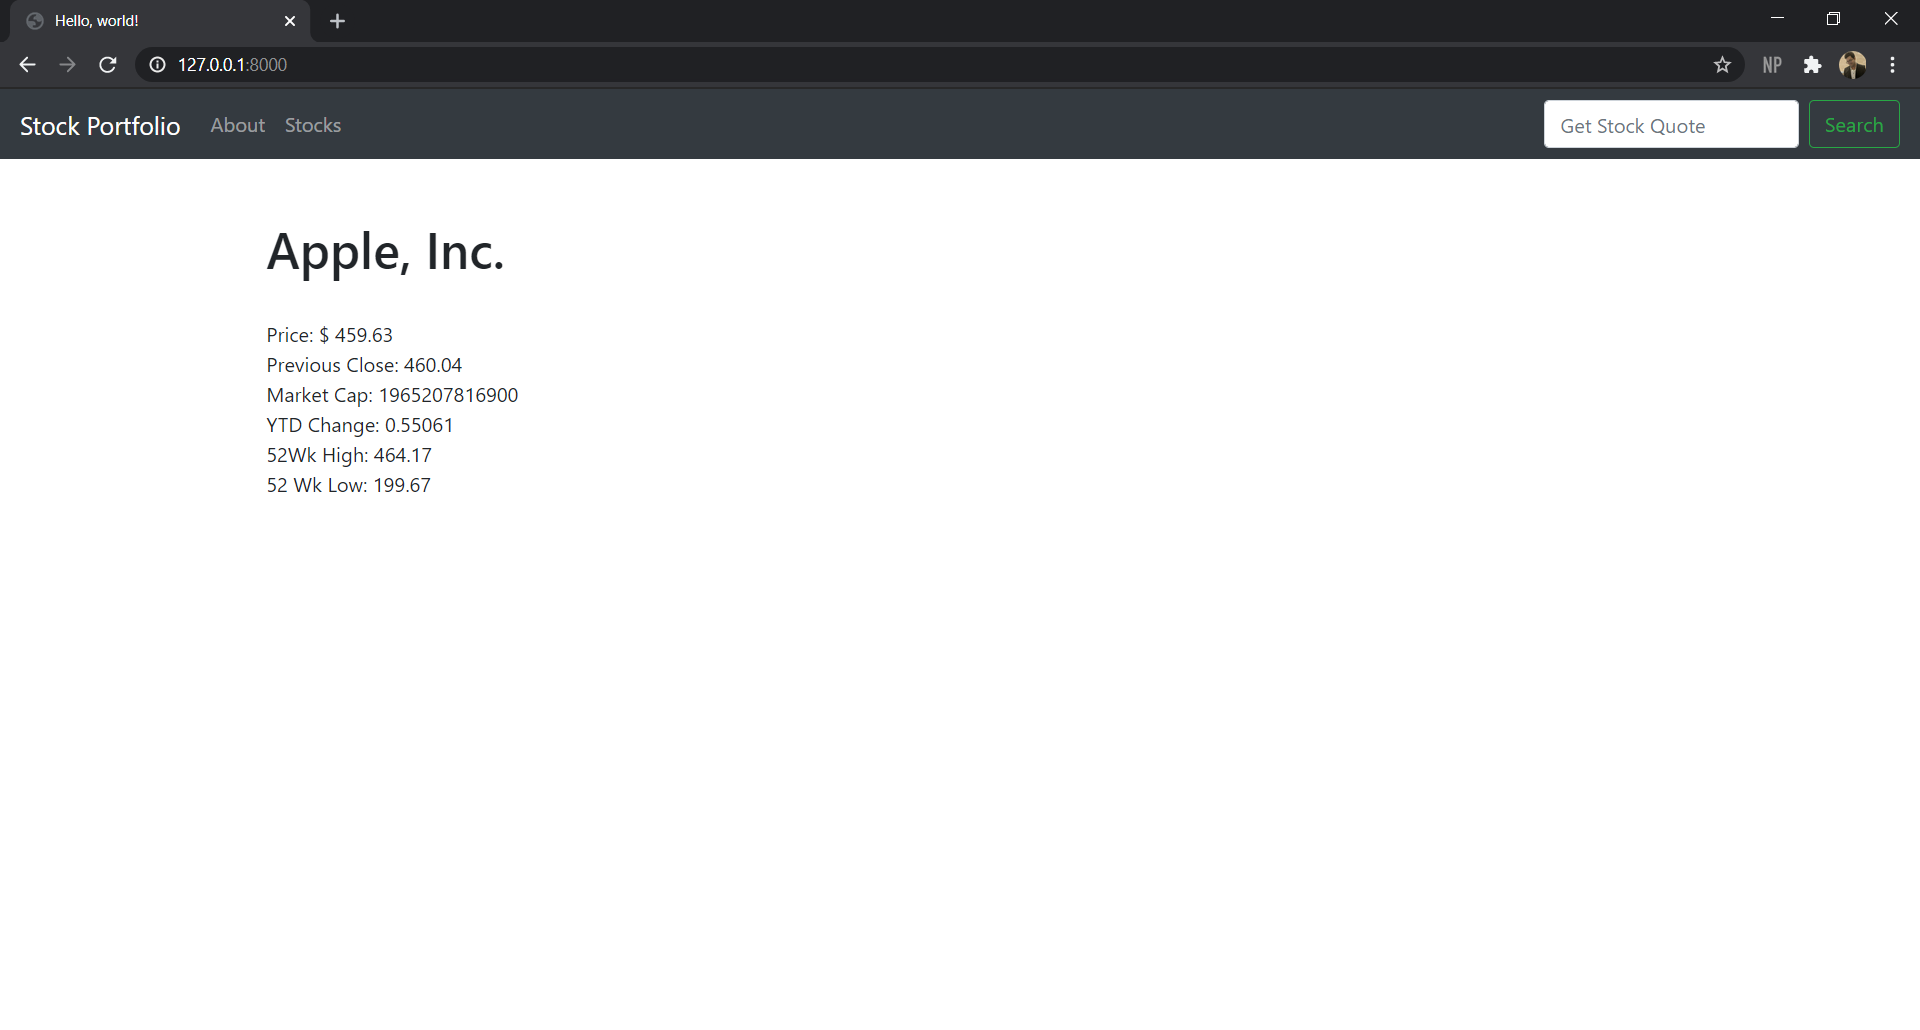 Hello, world!
127.0.0.1:8000
NP
Stock Portfolio About Stocks Get Stock Quote Search
Apple, Inc.
Price: $ 459.63
Previous Close: 460.04
Market Cap: 1965207816900
YTD Change: 0.55061
52Wk High: 464.17
52 Wk Low: 199.67